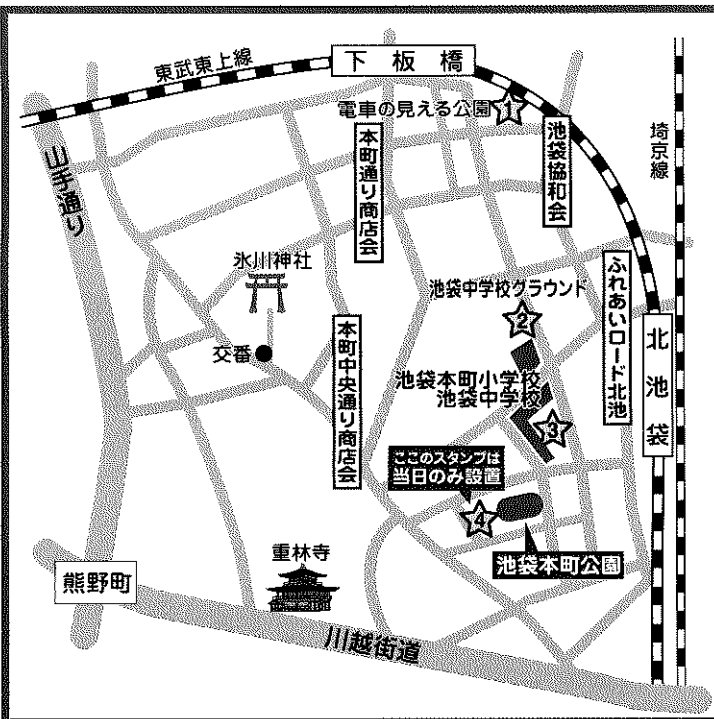 東武東上線
下板橋
電車の見える公園
1
本町通り商店会
池袋協和会
埼京線
山手通り
氷川神社
交番
本町中央通り商店会
池袋中学校グラウンド
2
ふれあいロード北池
北池袋
池袋本町小学校
池袋中学校
3
ここのスタンプは
当日のみ設置
4
池袋本町公園
重林寺
熊野町
川越街道